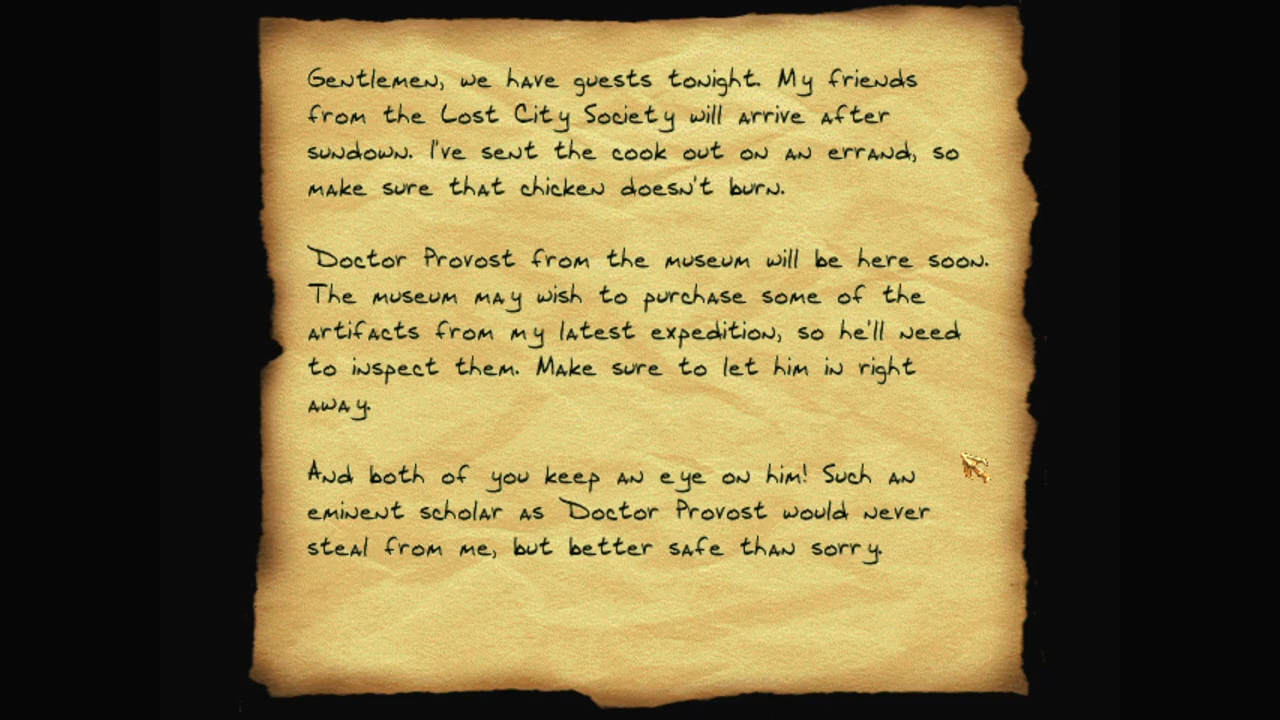 Gentlemen, we have guests tonight. My friends
from the Lost City Society will arrive after
sundown. I've sent the cook out on an errand, so
make sure that chicken doesn't burn.
Doctor Provost from the museum will be here soon.
The museum may wish to purchase some of the
artifacts from my latest expedition, so he'll need
to inspect them. Make sure to let him in right
away.
And both of you keep an eye on him! Such an
eminent scholar as Doctor Provost would never
steal from me, but better safe than sorry.